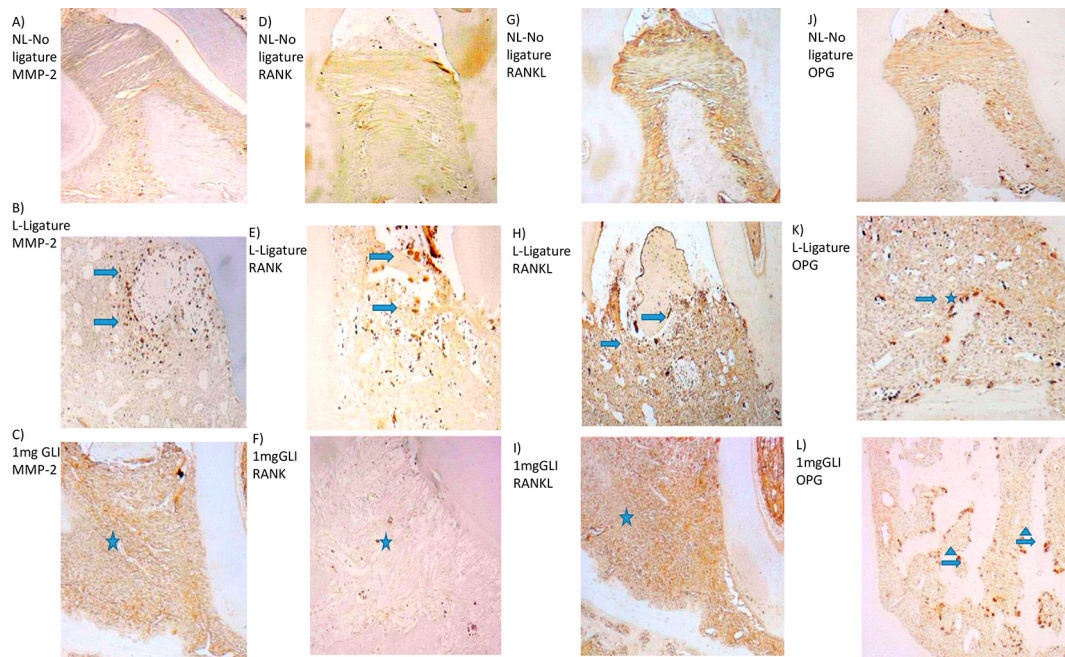 A)
NL-No
ligature
MMP-2
D)
NL-No
ligature
RANK
G)
NL-No
ligature
RANKL
J)
NL-No
ligature
OPG
B)
L-Ligature
MMP-2
E)
L-Ligature
RANK
H)
L-Ligature
RANKL
K)
L-Ligature
OPG
C)
1mg GLI
MMP-2
F)
1mgGLI
RANK
I)
1mgGLI
RANKL
L)
1mgGLI
OPG